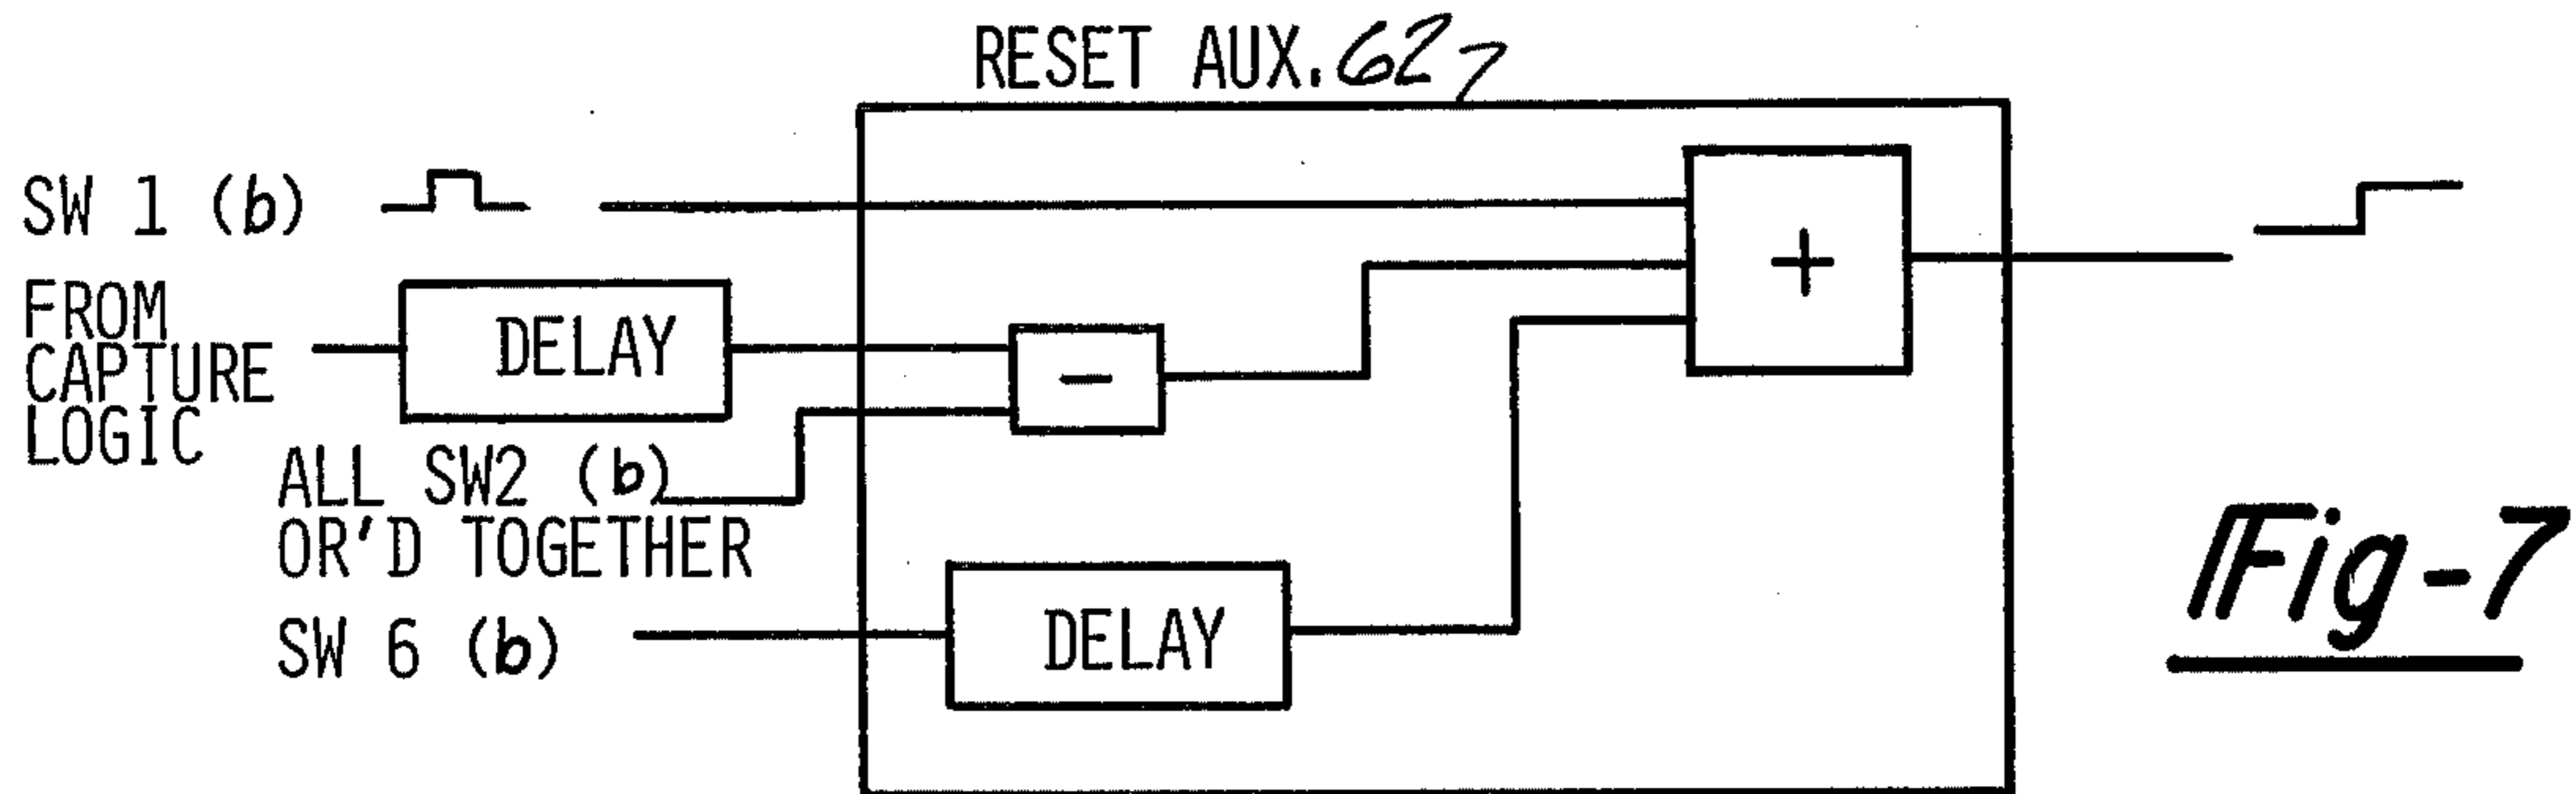 RESET AUX. 62
SW 1 (b)
FROM
CAPTURE
LOGIC
DELAY
-
+
ALL SW2 (b)
OR'D TOGETHER
SW 6 (b)
DELAY
Fig-7